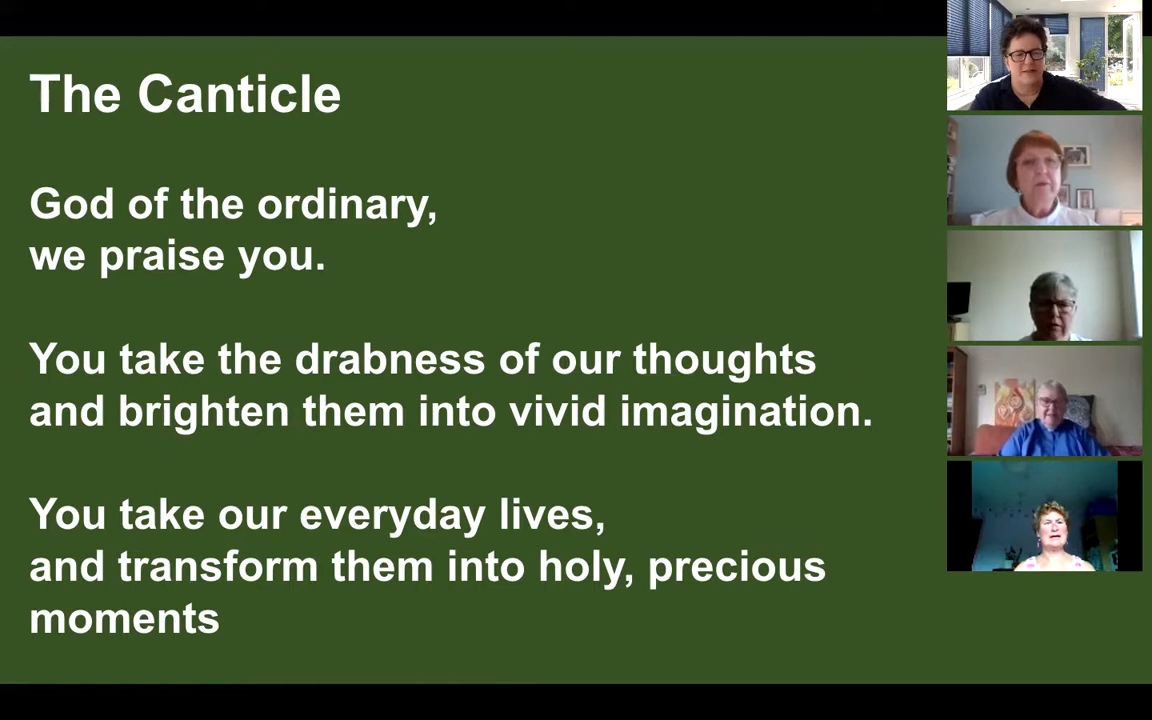 The Canticle
God of the ordinary,
we praise you.
You take the drabness of our thoughts
and brighten them into vivid imagination.
You take our everyday lives,
and transform them into holy, precious
moments